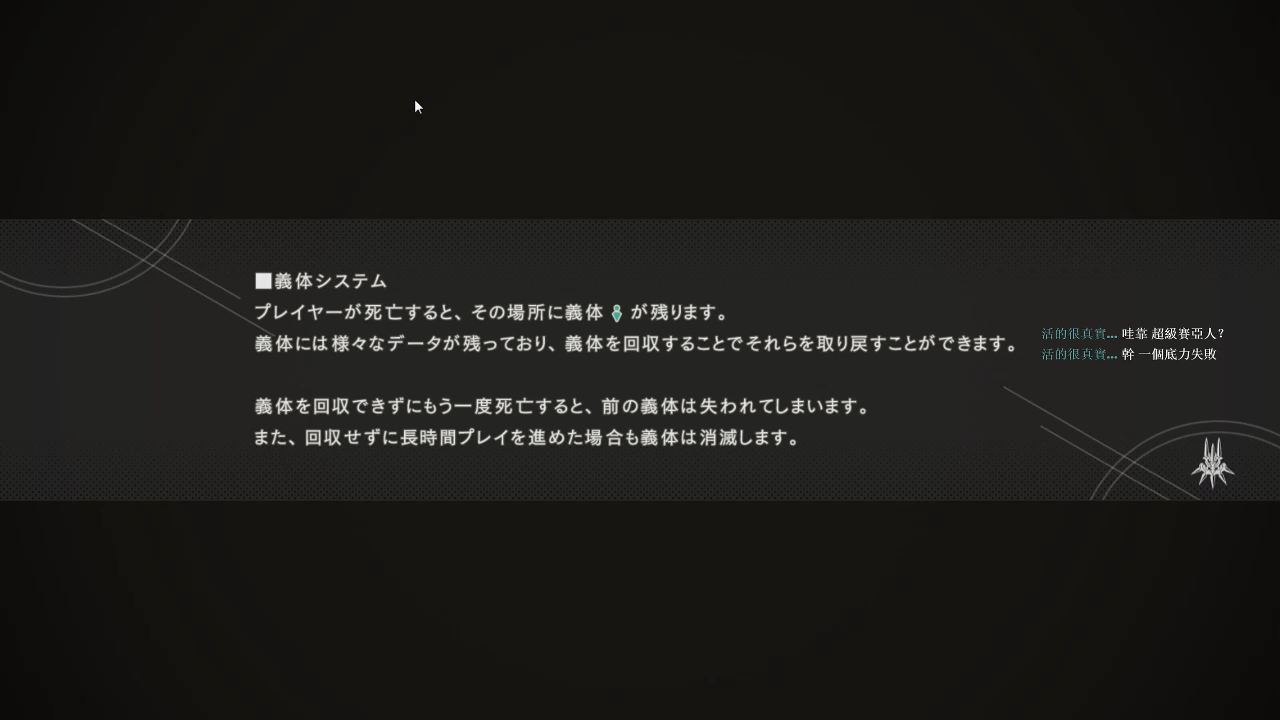 ■義体システム
プレイヤーが死亡すると、その場所に義体が残ります。
義体には様々なデータが残っており、義体を回収することでそれらを取り戻すことができます。
活的很真實... 哇靠 超級賽亞人?
活的很真實... 幹 一個底力失敗
義体を回収できずにもう一度死亡すると、前の義体は失われてしまいます。
また、回収せずに長時間プレイを進めた場合も義体は消滅します。